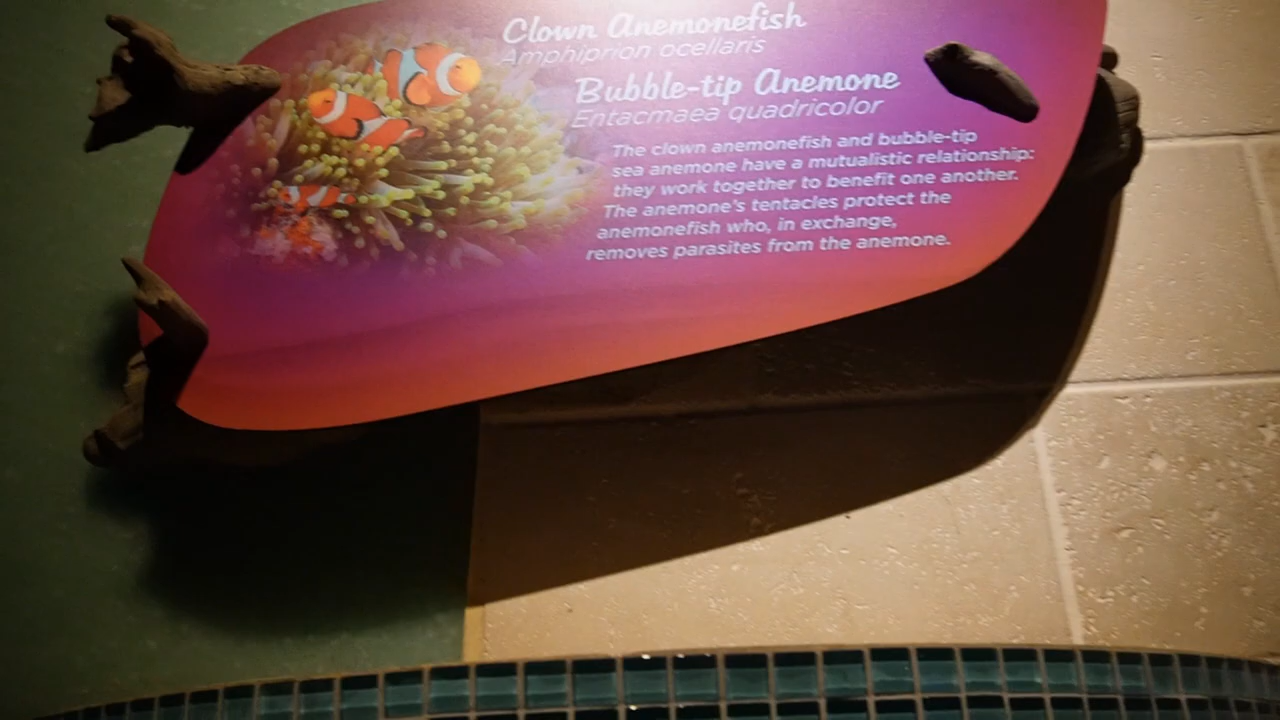 Clown Anemonefish
Amphiprion ocellaris
Bubble-tip Anemone
Entacmaea quadricolor
The clown anemonefish and bubble-tip
sea anemone have a mutualistic relationship:
they work together to benefit one another.
The anemone's tentacles protect the
anemonefish who, in exchange,
removes parasites from the anemone.